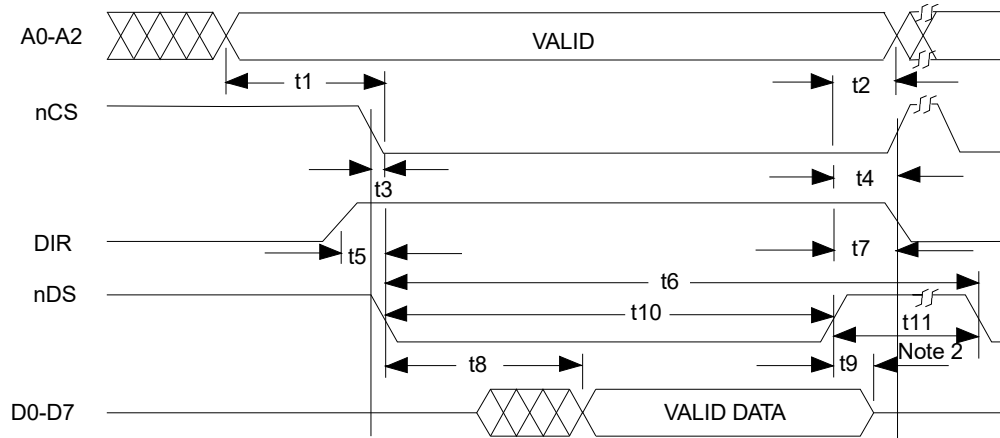 A0-A2
VALID
t1
t2
nCS
t3
t4
DIR
t5
t7
t6
nDS
t10
t11
t8
t9
Note 2
D0-D7
VALID DATA